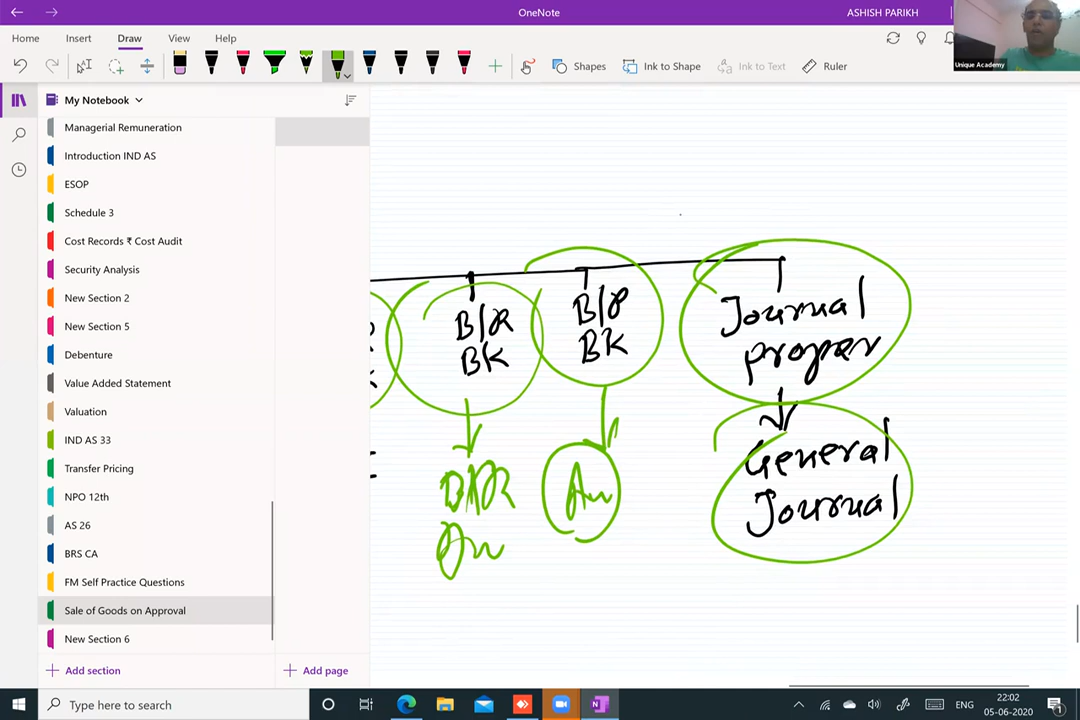 OneNote
ASHISH PARIKH
Unique Academy
Home Insert Draw View Help
Shapes Ink to Shape Ink to Text Ruler
My Notebook
Managerial Remuneration
Introduction IND AS
ESOP
Schedule 3
Cost Records ₹ Cost Audit
Security Analysis
New Section 2
New Section 5
Debenture
Value Added Statement
Valuation
IND AS 33
Transfer Pricing
NPO 12th
AS 26
BRS CA
FM Self Practice Questions
Sale of Goods on Approval
New Section 6
Add section
Add page
B/R
BK
B/P
BK
Journal
proper
General
Journal
Type here to search
ENG
22:02
05-06-2020
1